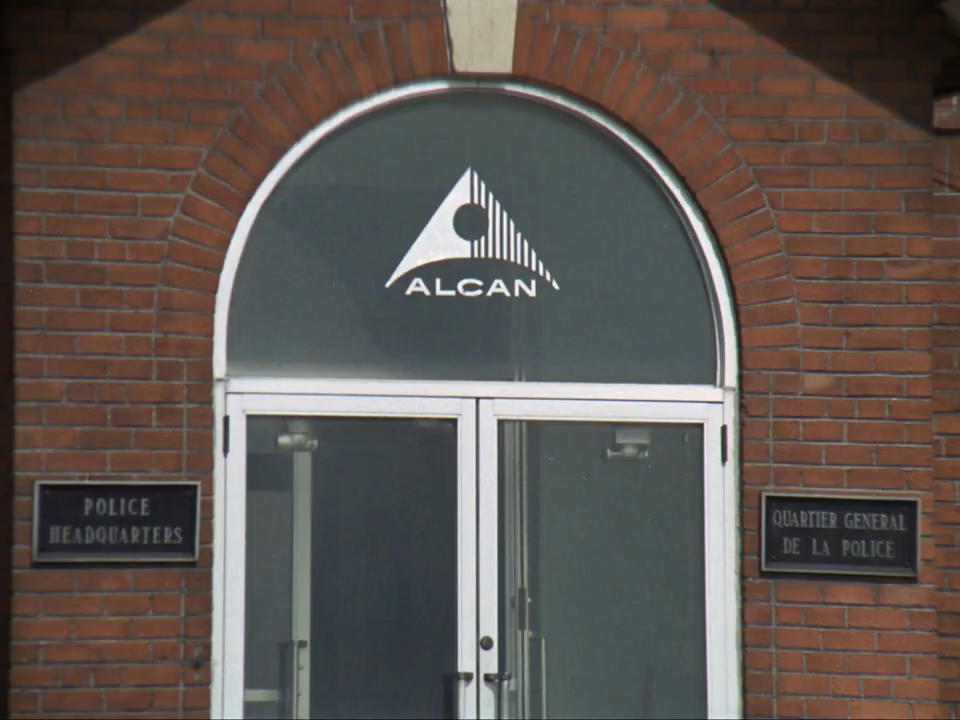 ALCAN
POLICE
HEADQUARTERS
QUARTIER GENERAL
DE LA POLICE